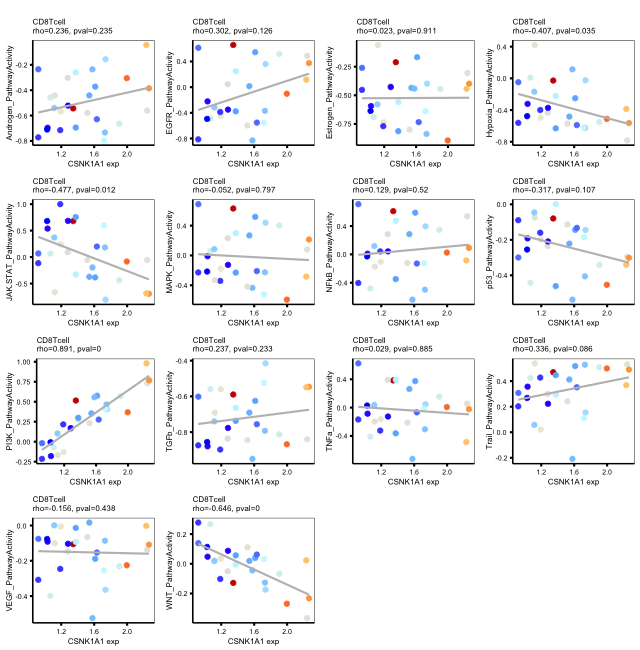 CD8Tcell
rho=0.236, pval=0.235
Androgen_PathwayActivity
0.0
-0.2
-0.4
-0.6
-0.8
1.2 1.6 2.0
CSNK1A1 exp
CD8Tcell
rho=0.302, pval=0.126
EGFR_PathwayActivity
0.4
0.0
-0.4
-0.8
1.2 1.6 2.0
CSNK1A1 exp
CD8Tcell
rho=0.023, pval=0.911
Estrogen_PathwayActivity
-0.25
-0.50
-0.75
1.2 1.6 2.0
CSNK1A1 exp
CD8Tcell
rho=-0.407, pval=0.035
Hypoxia_PathwayActivity
0.4
0.0
-0.4
-0.8
1.2 1.6 2.0
CSNK1A1 exp
CD8Tcell
rho=-0.477, pval=0.012
JAK.STAT_PathwayActivity
1.0
0.5
0.0
-0.5
1.2 1.6 2.0
CSNK1A1 exp
CD8Tcell
rho=-0.052, pval=0.797
MAPK_PathwayActivity
0.4
0.0
-0.4
1.2 1.6 2.0
CSNK1A1 exp
CD8Tcell
rho=0.129, pval=0.52
NFkB_PathwayActivity
0.4
0.0
-0.4
1.2 1.6 2.0
CSNK1A1 exp
CD8Tcell
rho=-0.317, pval=0.107
p53_PathwayActivity
0.0
-0.2
-0.4
1.2 1.6 2.0
CSNK1A1 exp
CD8Tcell
rho=0.891, pval=0
PI3K_PathwayActivity
1.00
0.75
0.50
0.25
0.00
-0.25
1.2 1.6 2.0
CSNK1A1 exp
CD8Tcell
rho=0.237, pval=0.233
TGFb_PathwayActivity
-0.4
-0.6
-0.8
1.2 1.6 2.0
CSNK1A1 exp
CD8Tcell
rho=0.029, pval=0.885
TNFa_PathwayActivity
0.4
0.0
-0.4
1.2 1.6 2.0
CSNK1A1 exp
CD8Tcell
rho=0.336, pval=0.086
Trail_PathwayActivity
0.4
0.2
0.0
-0.2
1.2 1.6 2.0
CSNK1A1 exp
CD8Tcell
rho=-0.156, pval=0.438
VEGF_PathwayActivity
0.0
-0.2
-0.4
1.2 1.6 2.0
CSNK1A1 exp
CD8Tcell
rho=-0.646, pval=0
WNT_PathwayActivity
0.2
0.0
-0.2
1.2 1.6 2.0
CSNK1A1 exp